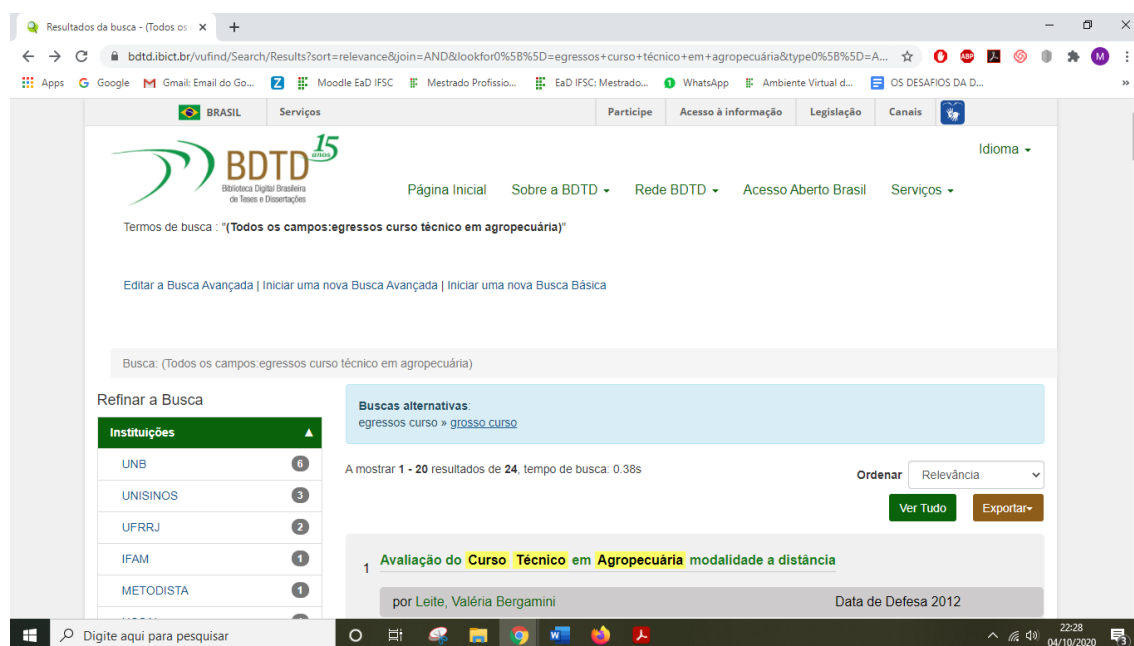 Resultados da busca - (Todos os
bdtd.ibict.br/vufind/Search/Results?sort=relevance&join=AND&lookfor0%5B%5D=egressos+curso+técnico+em+agropecuária&type0%5B%5D=A...
ABP
M
Apps
Google
Gmail: Email do Go...
Moodle EaD IFSC
Mestrado Profissio...
EaD IFSC: Mestrado...
WhatsApp
Ambiente Virtual d...
OS DESAFIOS DA D...
»
BRASIL
Serviços
Participe
Acesso à informação
Legislação
Canais
BDTD 15 anos
Biblioteca Digital Brasileira
de Teses e Dissertações
Idioma
Página Inicial
Sobre a BDTD
Rede BDTD
Acesso Aberto Brasil
Serviços
Termos de busca : "(Todos os campos:egressos curso técnico em agropecuária)"
Editar a Busca Avançada | Iniciar uma nova Busca Avançada | Iniciar uma nova Busca Básica
Busca: (Todos os campos:egressos curso técnico em agropecuária)
Refinar a Busca
Instituições
UNB 6
UNISINOS 3
UFRRJ 2
IFAM 1
METODISTA 1
Buscas alternativas:
egressos curso » grosso curso
A mostrar 1 - 20 resultados de 24, tempo de busca: 0.38s
Ordenar Relevância
Ver Tudo
Exportar
1 Avaliação do Curso Técnico em Agropecuária modalidade a distância
por Leite, Valéria Bergamini
Data de Defesa 2012
Digite aqui para pesquisar
22:28
04/10/2020
3